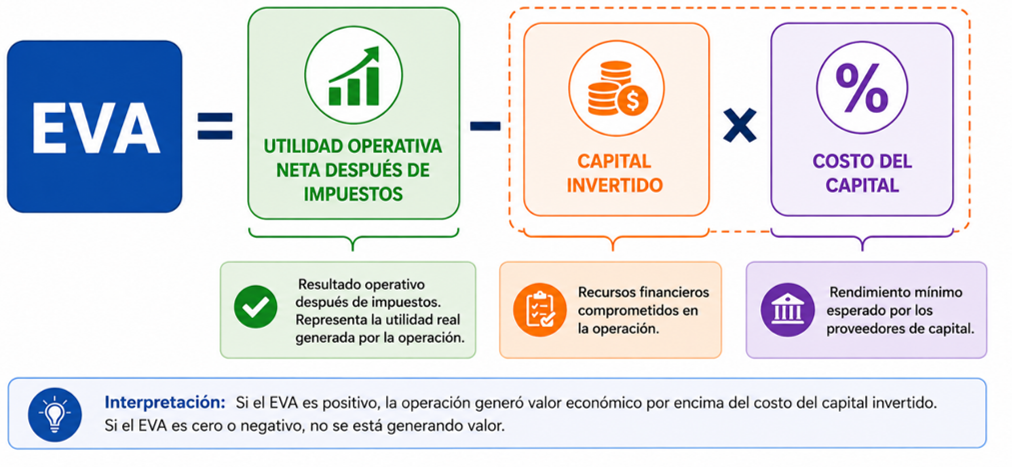 EVA
=
UTILIDAD OPERATIVA
NETA DESPUÉS DE
IMPUESTOS
−
$
CAPITAL
INVERTIDO
×
%
COSTO DEL
CAPITAL
Resultado operativo
después de impuestos.
Representa la utilidad real
generada por la operación.
Recursos financieros
comprometidos en
la operación.
Rendimiento mínimo
esperado por los
proveedores de capital.
Interpretación: Si el EVA es positivo, la operación generó valor económico por encima del costo del capital invertido.
Si el EVA es cero o negativo, no se está generando valor.